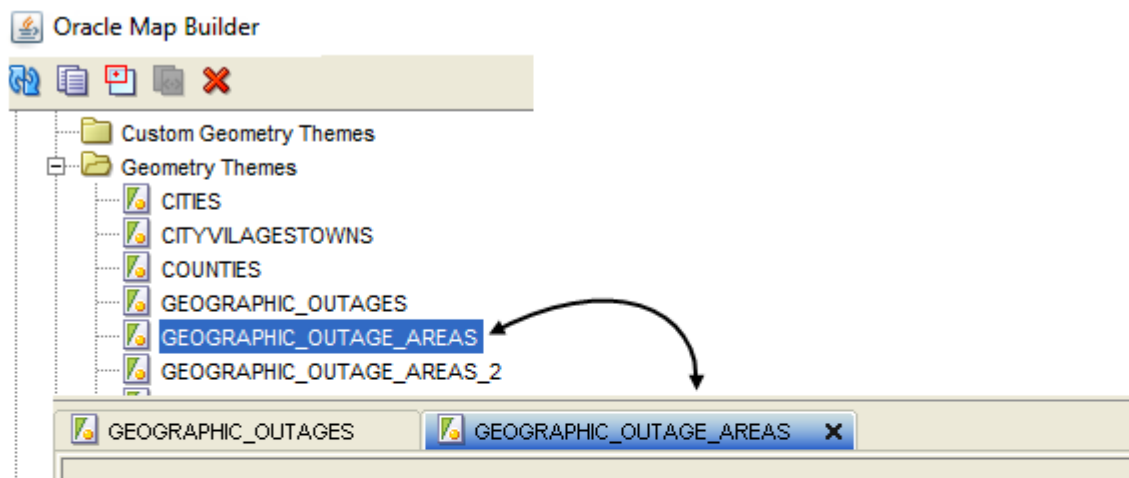 Oracle Map Builder
Custom Geometry Themes
Geometry Themes
CITIES
CITYVILAGESTOWNS
COUNTIES
GEOGRAPHIC_OUTAGES
GEOGRAPHIC_OUTAGE_AREAS
GEOGRAPHIC_OUTAGE_AREAS_2
GEOGRAPHIC_OUTAGES GEOGRAPHIC_OUTAGE_AREAS